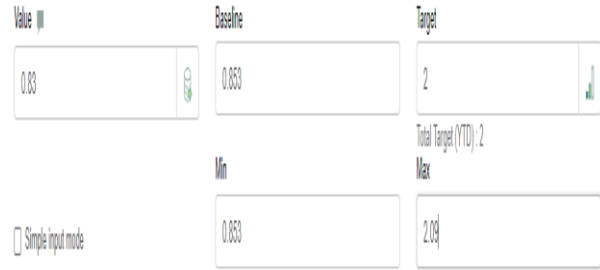 Value Baseline Target
0.83 0.853 2
Total Target (YTD) : 2
Min Max
Simple input mode 0.853 2.09